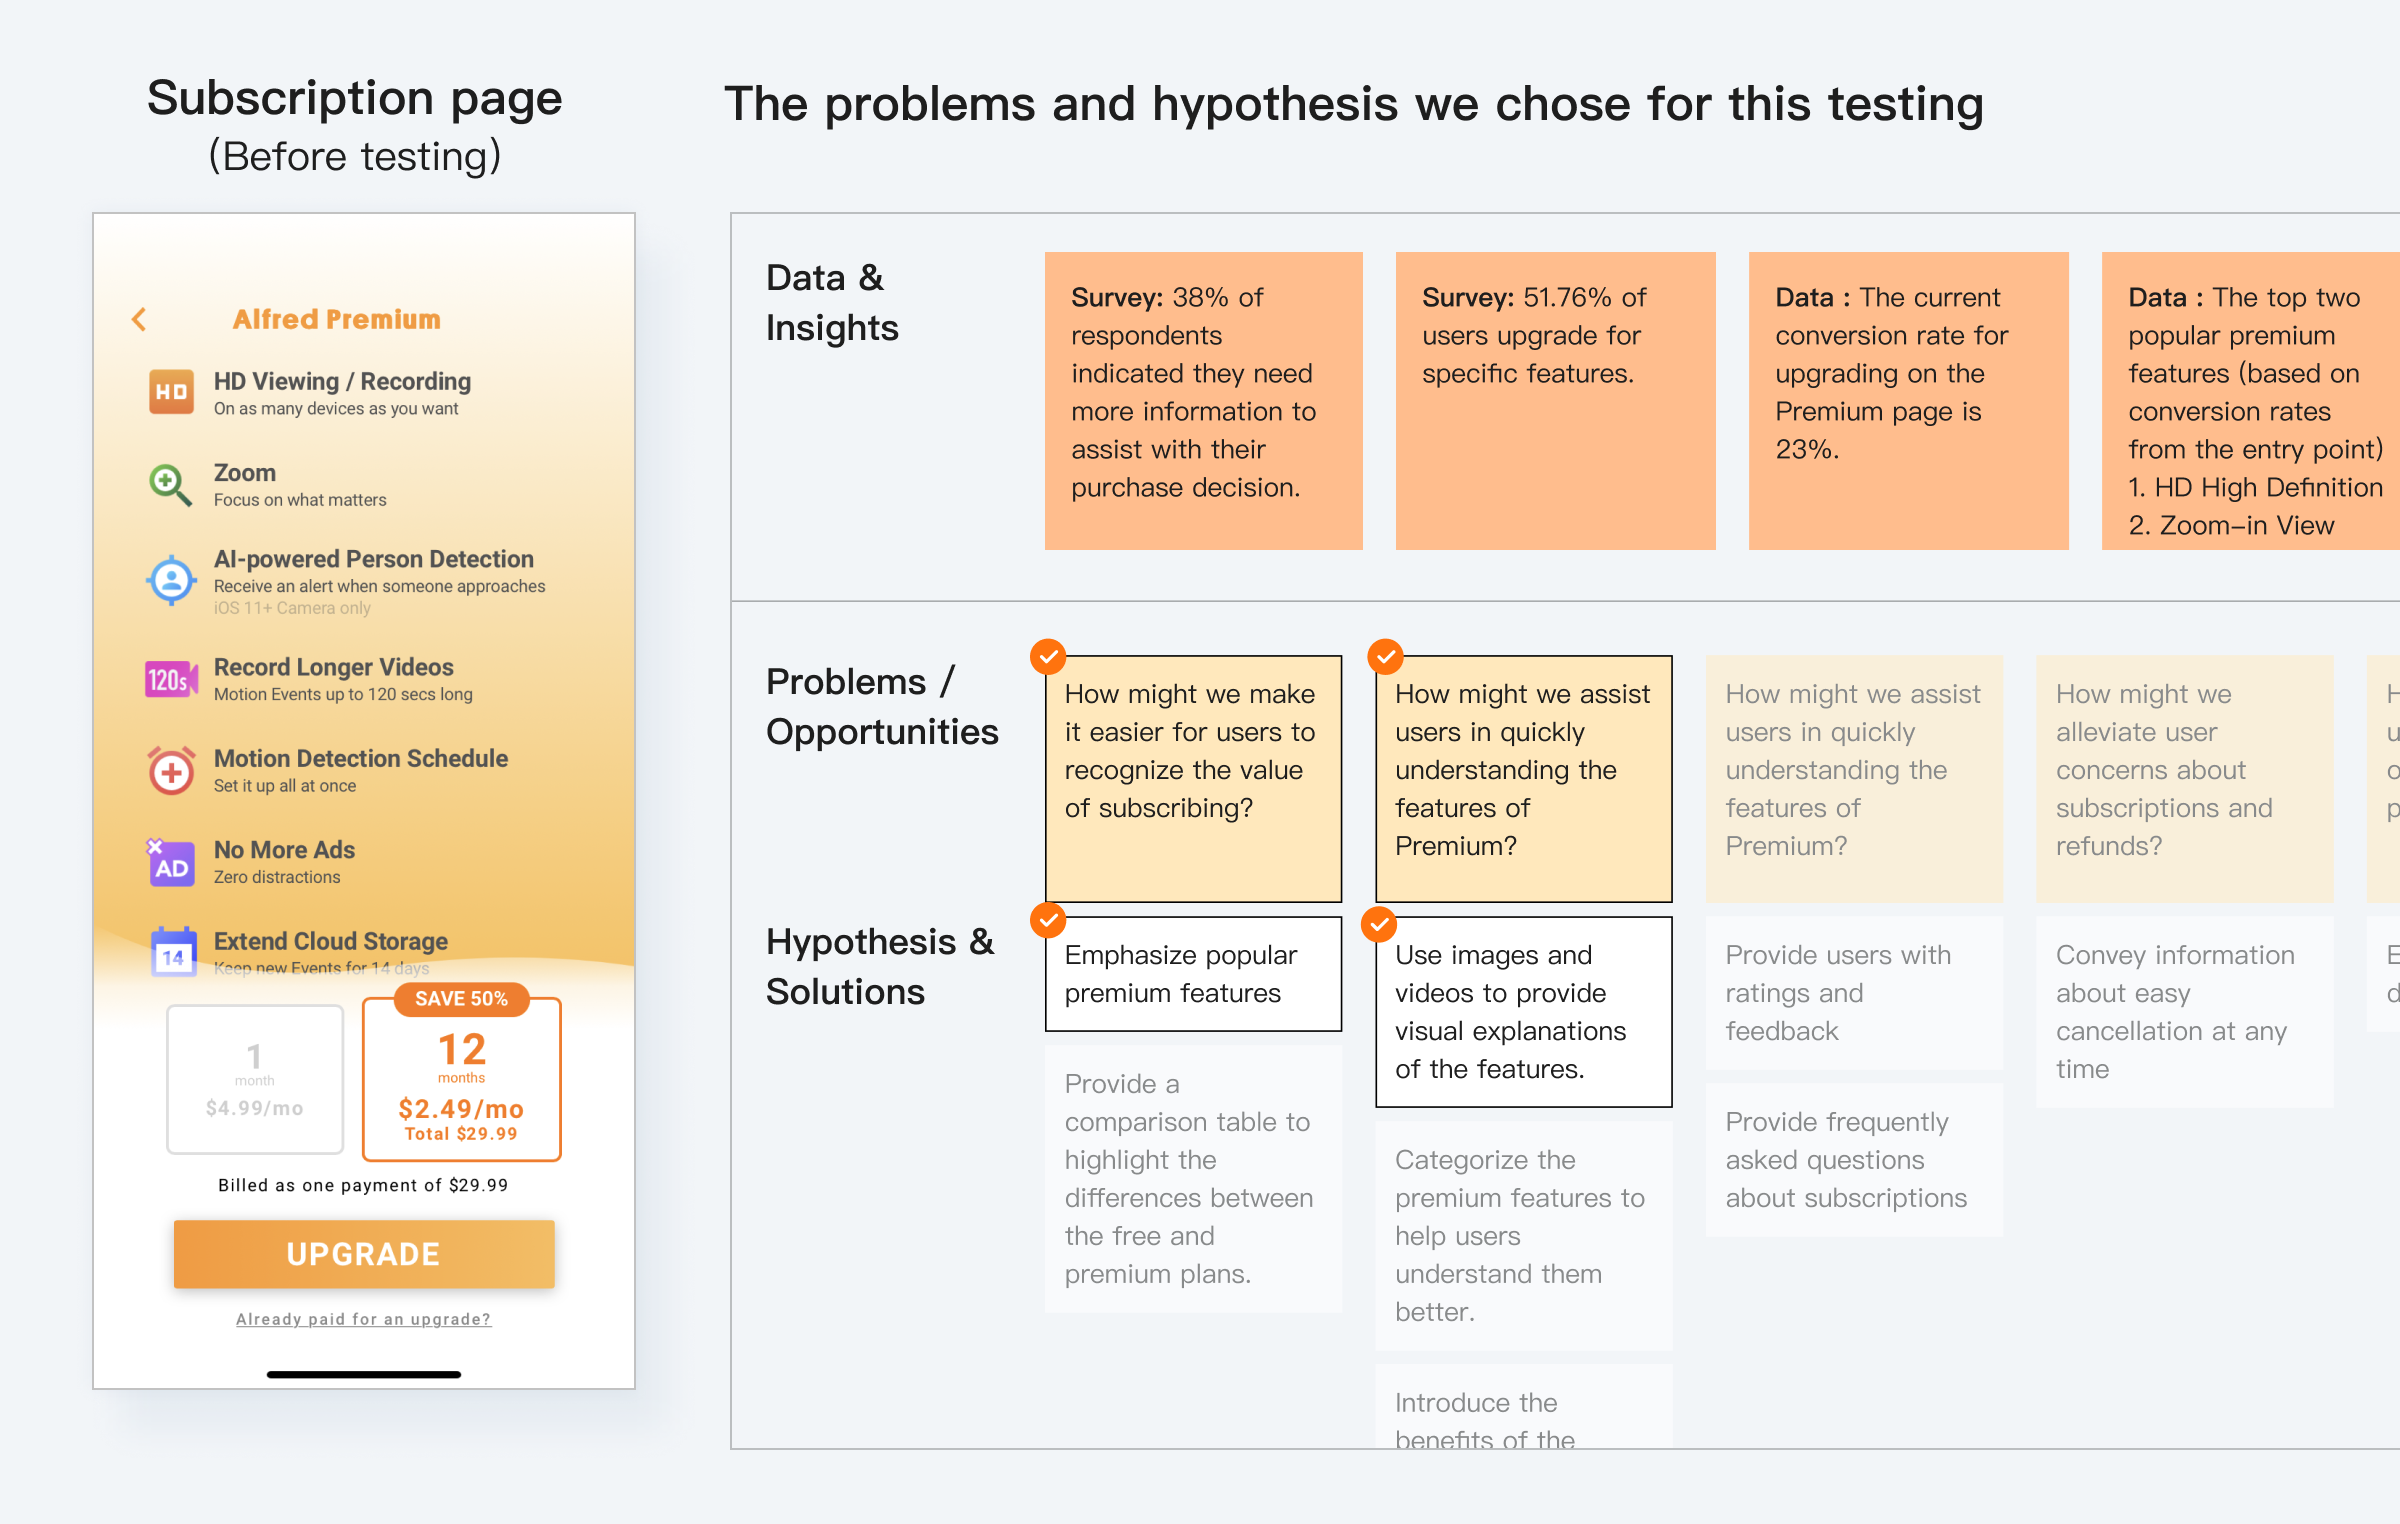 Subscription page
(Before testing)
Alfred Premium
HD
HD Viewing / Recording
On as many devices as you want
Zoom
Focus on what matters
AI-powered Person Detection
Receive an alert when someone approaches
iOS 11+ Camera only
120s
Record Longer Videos
Motion Events up to 120 secs long
Motion Detection Schedule
Set it up all at once
AD
No More Ads
Zero distractions
14
Extend Cloud Storage
Keep new Events for 14 days
1
month
$4.99/mo
SAVE 50%
12
months
$2.49/mo
Total $29.99
Billed as one payment of $29.99
UPGRADE
Already paid for an upgrade?
The problems and hypothesis we chose for this testing
Data &
Insights
Survey: 38% of
respondents
indicated they need
more information to
assist with their
purchase decision.
Survey: 51.76% of
users upgrade for
specific features.
Data : The current
conversion rate for
upgrading on the
Premium page is
23%.
Data : The top two
popular premium
features (based on
conversion rates
from the entry point)
1. HD High Definition
2. Zoom-in View
Problems /
Opportunities
How might we make
it easier for users to
recognize the value
of subscribing?
How might we assist
users in quickly
understanding the
features of
Premium?
How might we assist
users in quickly
understanding the
features of
Premium?
How might we
alleviate user
concerns about
subscriptions and
refunds?
Hypothesis &
Solutions
Emphasize popular
premium features
Provide a
comparison table to
highlight the
differences between
the free and
premium plans.
Use images and
videos to provide
visual explanations
of the features.
Categorize the
premium features to
help users
understand them
better.
Introduce the
benefits of the
Provide users with
ratings and
feedback
Provide frequently
asked questions
about subscriptions
Convey information
about easy
cancellation at any
time